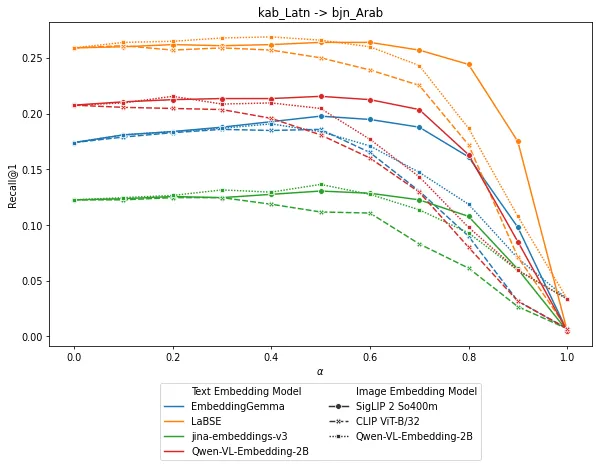 kab_Latn -> bjn_Arab
Recall@1
0.25
0.20
0.15
0.10
0.05
0.00
0.0 0.2 0.4 0.6 0.8 1.0
α
Text Embedding Model Image Embedding Model
EmbeddingGemma SigLIP 2 So400m
LaBSE CLIP ViT-B/32
jina-embeddings-v3 Qwen-VL-Embedding-2B
Qwen-VL-Embedding-2B